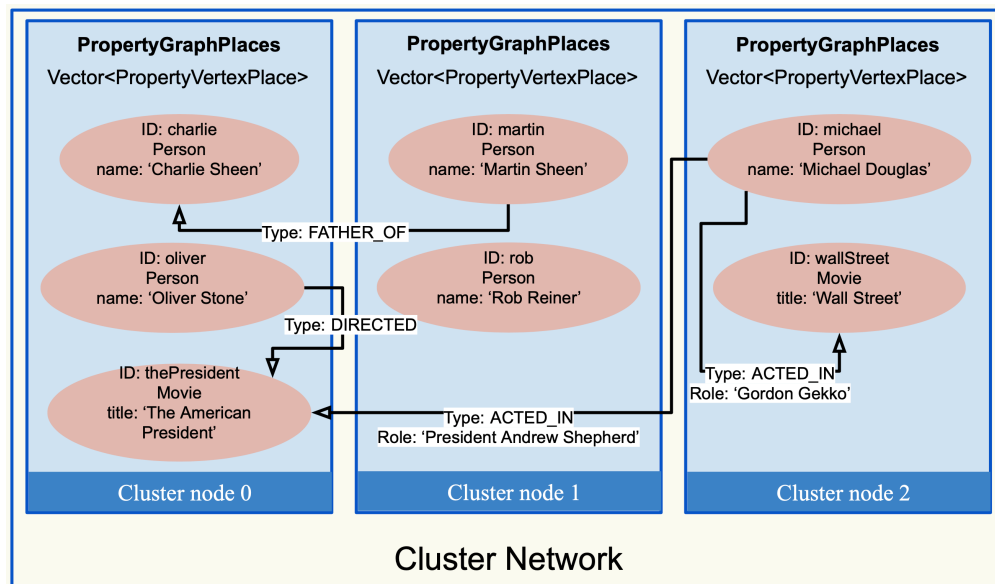 PropertyGraphPlaces
Vector<PropertyVertexPlace>
ID: charlie
Person
name: ‘Charlie Sheen’
ID: oliver
Person
name: ‘Oliver Stone’
ID: thePresident
Movie
title: ‘The American
President’
Cluster node 0
PropertyGraphPlaces
Vector<PropertyVertexPlace>
ID: martin
Person
name: ‘Martin Sheen’
Type: FATHER_OF
ID: rob
Person
name: ‘Rob Reiner’
Type: DIRECTED
Type: ACTED_IN
Role: ‘President Andrew Shepherd’
Cluster node 1
PropertyGraphPlaces
Vector<PropertyVertexPlace>
ID: michael
Person
name: ‘Michael Douglas’
ID: wallStreet
Movie
title: ‘Wall Street’
Type: ACTED_IN
Role: ‘Gordon Gekko’
Cluster node 2
Cluster Network